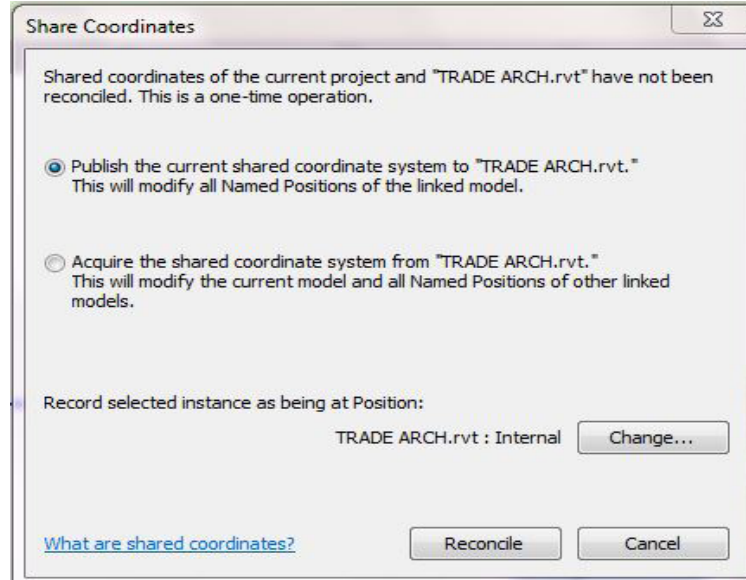 Share Coordinates
Shared coordinates of the current project and "TRADE ARCH.rvt" have not been
reconciled. This is a one-time operation.
Publish the current shared coordinate system to "TRADE ARCH.rvt."
This will modify all Named Positions of the linked model.
Acquire the shared coordinate system from "TRADE ARCH.rvt."
This will modify the current model and all Named Positions of other linked
models.
Record selected instance as being at Position:
TRADE ARCH.rvt : Internal Change...
What are shared coordinates? Reconcile Cancel